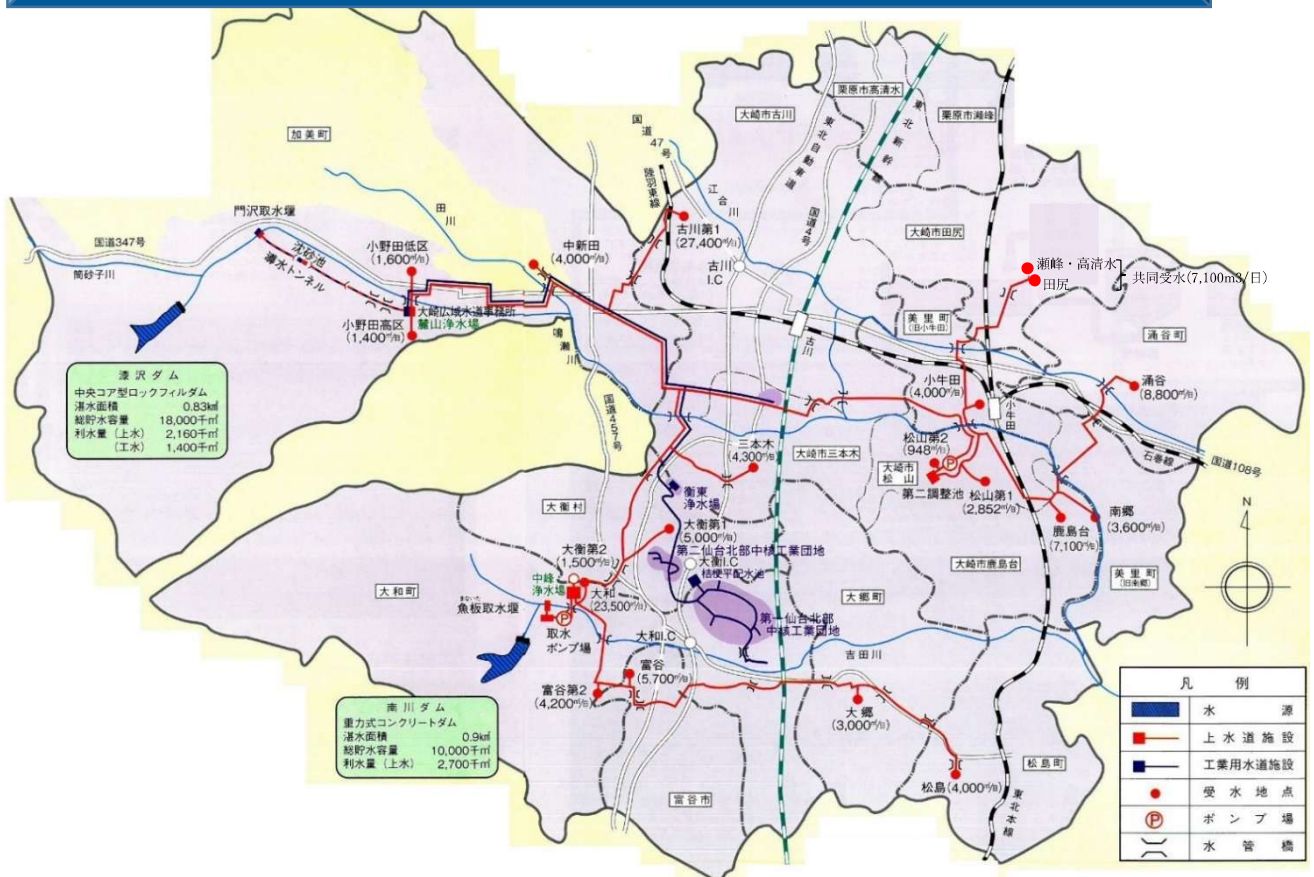 国道47号
陸羽東線
江合川
大崎市古川
東北自動車道
栗原市高清水
東北新幹線
栗原市瀬峰
加美町
田川
門沢取水堰
国道347号
筒砂子川
沈砂池
導水トンネル
小野田低区
(1,600㎥/日)
中新田
(4,000㎥/日)
古川第1
(27,400㎥/日)
古川
I.C
国道4号
大崎市田尻
瀬峰・高清水
田尻
共同受水(7,100m3/日)
大崎広域水道事務所
麓山浄水場
小野田高区
(1,400㎥/日)
鳴瀬川
古川
美里町
(旧小牛田)
涌谷町
漆沢ダム
中央コア型ロックフィルダム
湛水面積 0.83k㎡
総貯水容量 18,000千㎥
利水量(上水) 2,160千㎥
(工水) 1,400千㎥
国道457号
小牛田
(4,000㎥/日)
小牛田
涌谷
(8,800㎥/日)
石巻線
国道108号
三本木
(4,300㎥/日)
大崎市三本木
松山第2
(948㎥/日)
P
大崎市
松山
第二調整池
松山第1
(2,852㎥/日)
鹿島台
(7,100㎥/日)
南郷
(3,600㎥/日)
N
衡東
浄水場
大衡村
大衡第1
(5,000㎥/日)
大衡第2
(1,500㎥/日)
第二仙台北部中核工業団地
大衡I.C
桔梗平配水池
大崎市鹿島台
美里町
(旧南郷)
大和町
中峰
浄水場
まないた
魚板取水堰
大和
(23,500㎥/日)
P
取水
ポンプ場
第一仙台北部
中核工業団地
大郷町
大和I.C
吉田川
富谷
(5,700㎥/日)
富谷第2
(4,200㎥/日)
大郷
(3,000㎥/日)
南川ダム
重力式コンクリートダム
湛水面積 0.9k㎡
総貯水容量 10,000千㎥
利水量(上水) 2,700千㎥
富谷市
松島(4,000㎥/日)
松島町
東北本線
凡例
水源
上水道施設
工業用水道施設
受水地点
P ポンプ場
水管橋